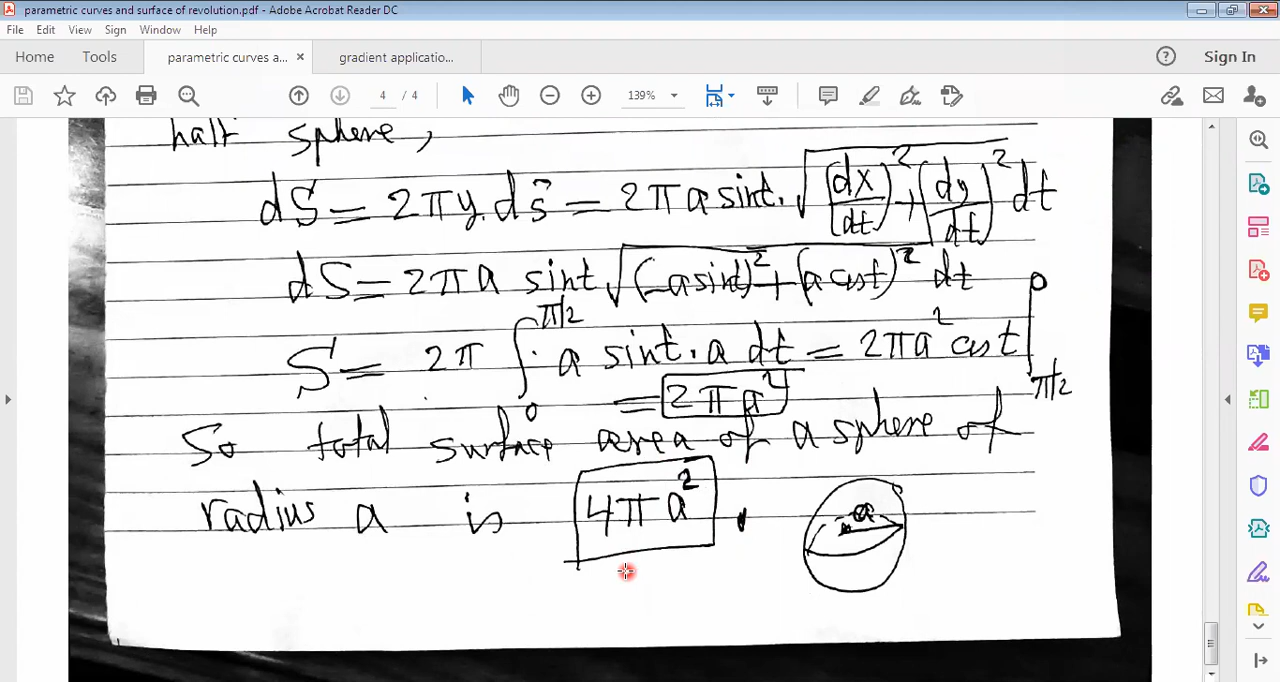 parametric curves and surface of revolution.pdf - Adobe Acrobat Reader DC
File Edit View Sign Window Help
Home Tools parametric curves a... × gradient applicatio... Sign In
4 / 4 139%
half sphere,
dS = 2πy.ds = 2πa sint. √((dx/dt)² + (dy/dt)²) dt
dS = 2πa sint √((-asint)² + (a cost)²) dt
S = 2π ∫₀^{π/2} a sint. a dt = 2πa² cost |_{π/2}^0
= 2πa²
So total surface area of a sphere of
radius a is 4πa².
a